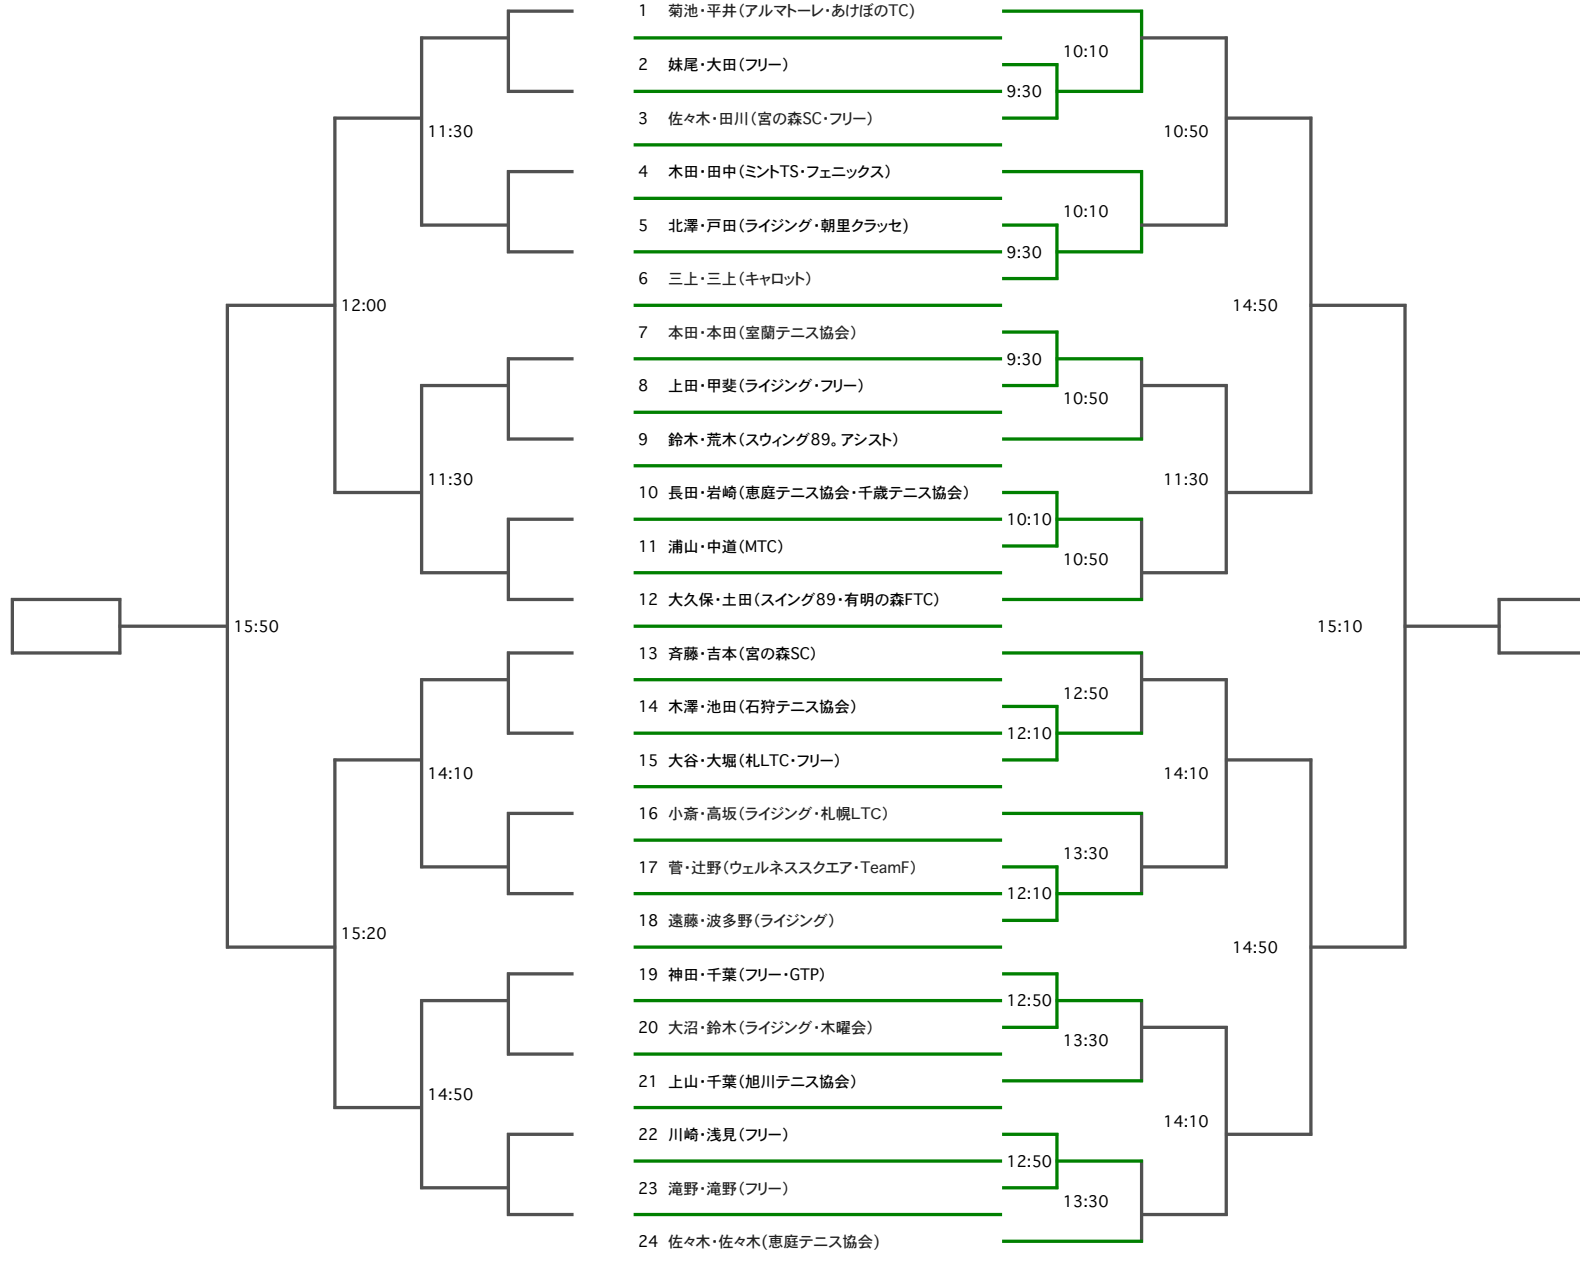 1 菊池・平井(アルマトーレ・あけぼのTC)
10:10
2 妹尾・大田(フリー)
9:30
3 佐々木・田川(宮の森SC・フリー)
11:30
10:50
4 木田・田中(ミントTS・フェニックス)
10:10
5 北澤・戸田(ライジング・朝里クラッセ)
9:30
6 三上・三上(キャロット)
12:00
14:50
7 本田・本田(室蘭テニス協会)
9:30
8 上田・甲斐(ライジング・フリー)
10:50
9 鈴木・荒木(スウィング89。アシスト)
11:30
11:30
10 長田・岩崎(恵庭テニス協会・千歳テニス協会)
10:10
11 浦山・中道(MTC)
10:50
12 大久保・土田(スイング89・有明の森FTC)
15:50
15:10
13 斉藤・吉本(宮の森SC)
12:50
14 木澤・池田(石狩テニス協会)
12:10
15 大谷・大堀(札LTC・フリー)
14:10
14:10
16 小斎・高坂(ライジング・札幌LTC)
13:30
17 菅・辻野(ウェルネススクエア・TeamF)
12:10
18 遠藤・波多野(ライジング)
15:20
14:50
19 神田・千葉(フリー・GTP)
12:50
20 大沼・鈴木(ライジング・木曜会)
13:30
21 上山・千葉(旭川テニス協会)
14:50
14:10
22 川崎・浅見(フリー)
12:50
23 滝野・滝野(フリー)
13:30
24 佐々木・佐々木(恵庭テニス協会)